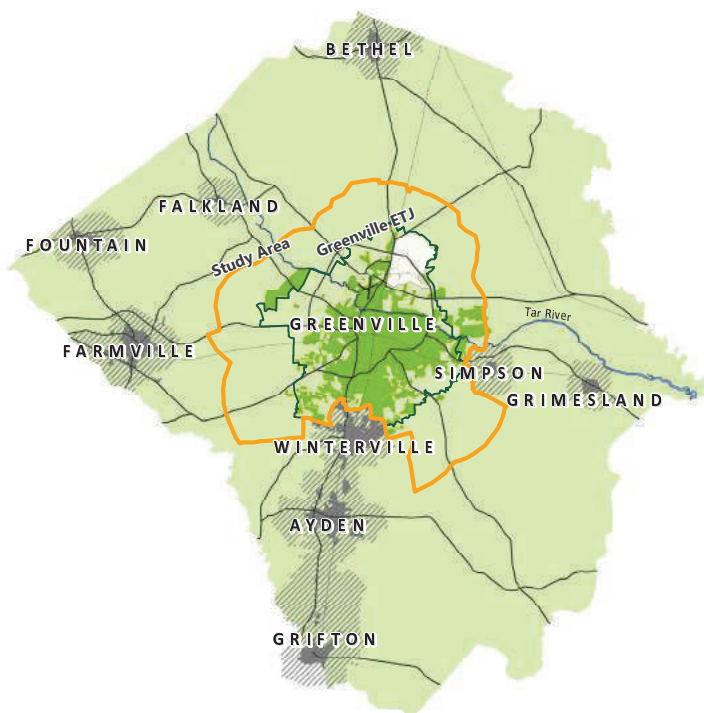 BETHEL
FALKLAND
FOUNTAIN
Study Area
Greenville ETJ
GREENVILLE
Tar River
FARMVILLE
SIMPSON
GRIMESLAND
WINTERVILLE
AYDEN
GRIFTON